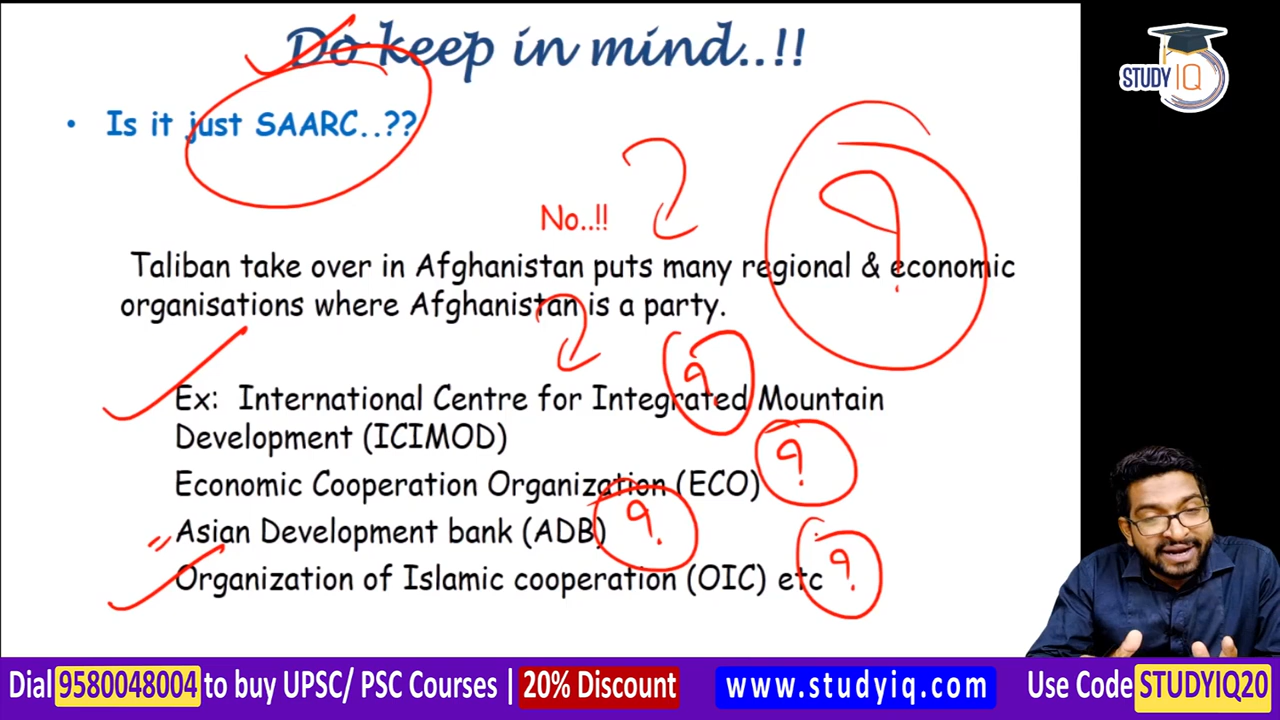 Do keep in mind..!!
STUDY IQ
• Is it just SAARC..??
No..!!
Taliban take over in Afghanistan puts many regional & economic
organisations where Afghanistan is a party.
Ex: International Centre for Integrated Mountain
Development (ICIMOD)
Economic Cooperation Organization (ECO)
Asian Development bank (ADB)
Organization of Islamic cooperation (OIC) etc
?
?
?
?
?
Dial 9580048004 to buy UPSC/ PSC Courses | 20% Discount www.studyiq.com Use Code STUDYIQ20